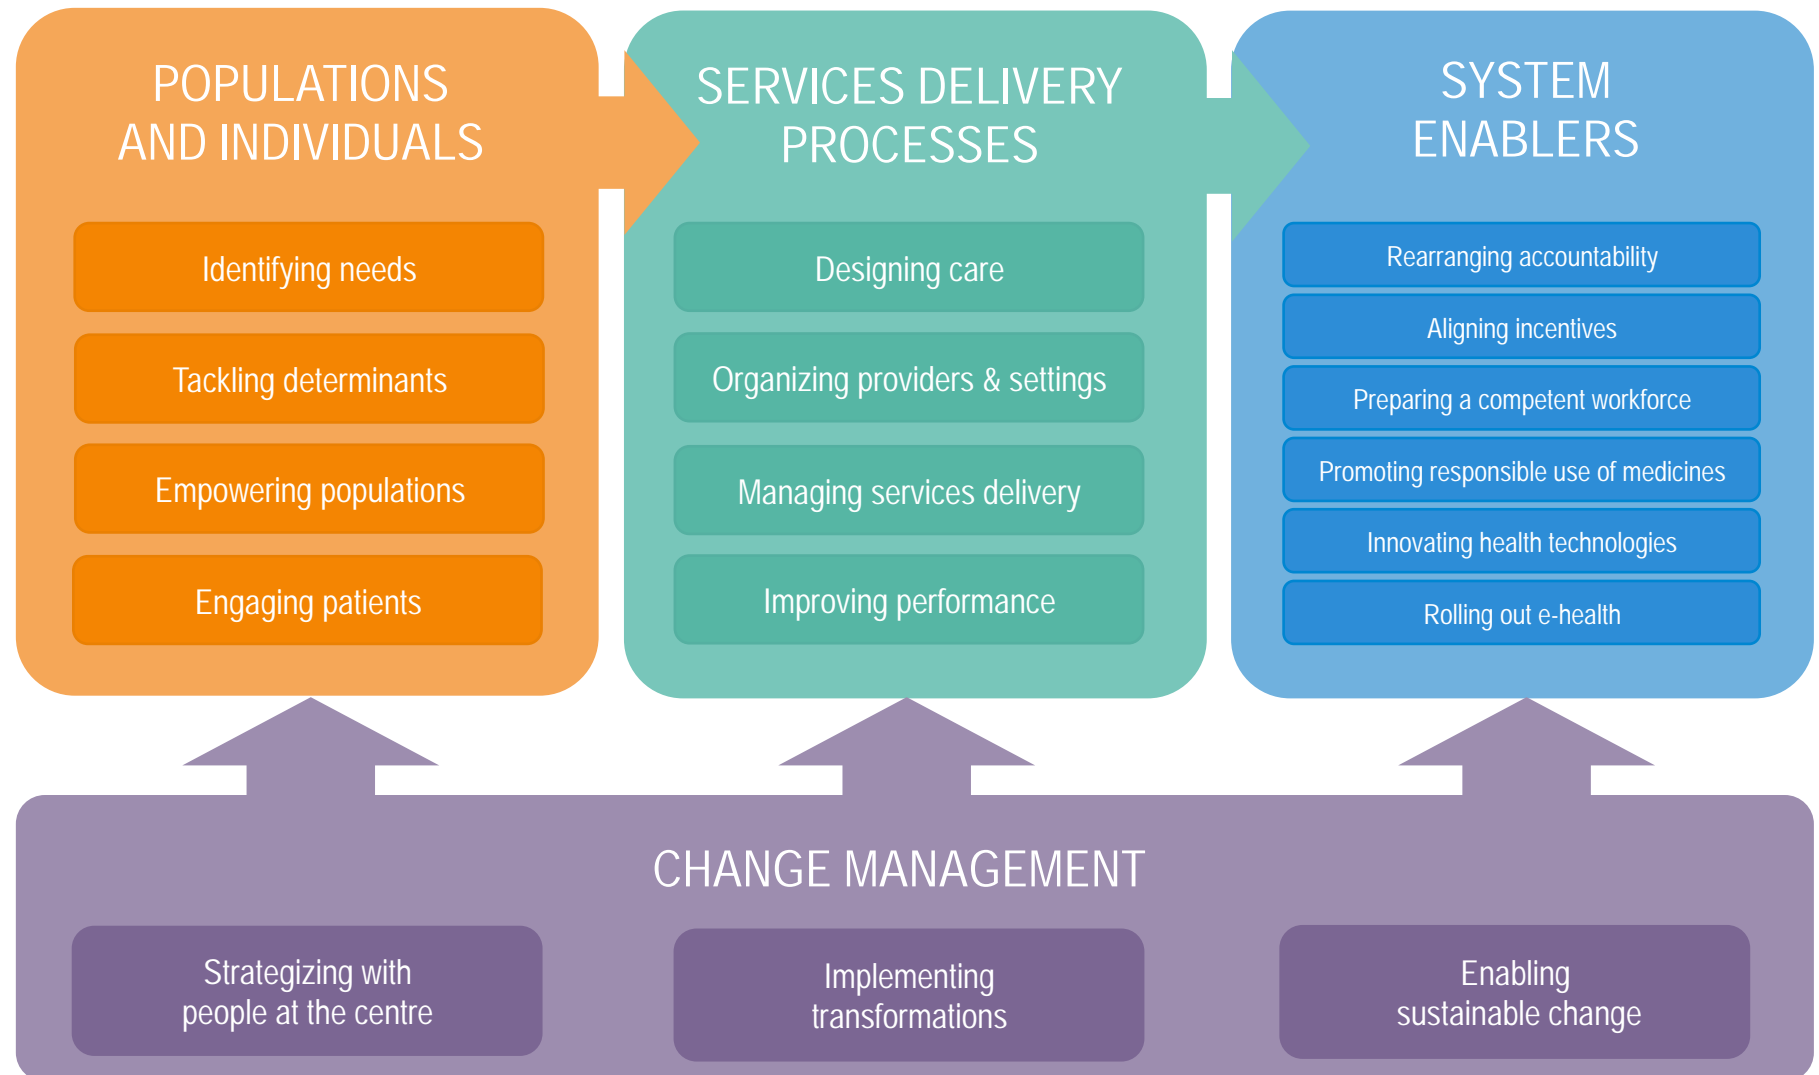 POPULATIONS
AND INDIVIDUALS
Identifying needs
Tackling determinants
Empowering populations
Engaging patients
SERVICES DELIVERY
PROCESSES
Designing care
Organizing providers & settings
Managing services delivery
Improving performance
SYSTEM
ENABLERS
Rearranging accountability
Aligning incentives
Preparing a competent workforce
Promoting responsible use of medicines
Innovating health technologies
Rolling out e-health
CHANGE MANAGEMENT
Strategizing with
people at the centre
Implementing
transformations
Enabling
sustainable change